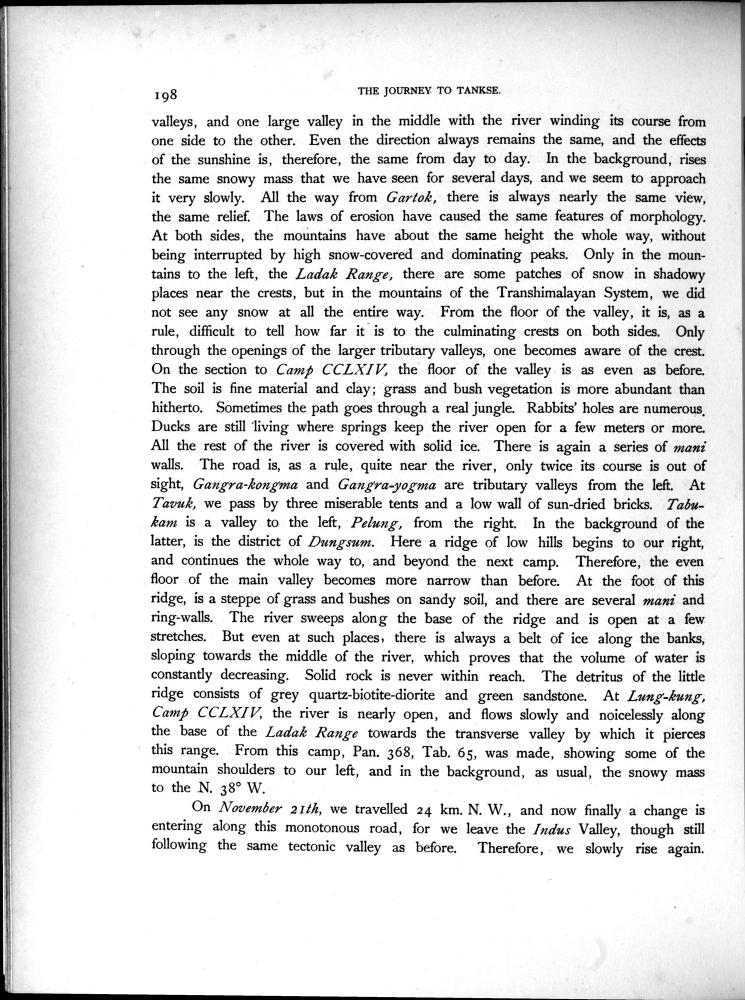 198
THE JOURNEY TO TANKSE.
valleys, and one large valley in the middle with the river winding its course from
one side to the other. Even the direction always remains the same, and the effects
of the sunshine is, therefore, the same from day to day. In the background, rises
the same snowy mass that we have seen for several days, and we seem to approach
it very slowly. All the way from Gartok, there is always nearly the same view,
the same relief. The laws of erosion have caused the same features of morphology.
At both sides, the mountains have about the same height the whole way, without
being interrupted by high snow-covered and dominating peaks. Only in the moun-
tains to the left, the Ladak Range, there are some patches of snow in shadowy
places near the crests, but in the mountains of the Transhimalayan System, we did
not see any snow at all the entire way. From the floor of the valley, it is, as a
rule, difficult to tell how far it is to the culminating crests on both sides. Only
through the openings of the larger tributary valleys, one becomes aware of the crest.
On the section to Camp CCLXIV, the floor of the valley is as even as before.
The soil is fine material and clay; grass and bush vegetation is more abundant than
hitherto. Sometimes the path goes through a real jungle. Rabbits' holes are numerous.
Ducks are still living where springs keep the river open for a few meters or more.
All the rest of the river is covered with solid ice. There is again a series of mani
walls. The road is, as a rule, quite near the river, only twice its course is out of
sight, Gangra-kongma and Gangra-yogma are tributary valleys from the left. At
Tavuk, we pass by three miserable tents and a low wall of sun-dried bricks. Tabu-
kam is a valley to the left, Pelung, from the right. In the background of the
latter, is the district of Dungsum. Here a ridge of low hills begins to our right,
and continues the whole way to, and beyond the next camp. Therefore, the even
floor of the main valley becomes more narrow than before. At the foot of this
ridge, is a steppe of grass and bushes on sandy soil, and there are several mani and
ring-walls. The river sweeps along the base of the ridge and is open at a few
stretches. But even at such places, there is always a belt of ice along the banks,
sloping towards the middle of the river, which proves that the volume of water is
constantly decreasing. Solid rock is never within reach. The detritus of the little
ridge consists of grey quartz-biotite-diorite and green sandstone. At Lung-kung,
Camp CCLXIV, the river is nearly open, and flows slowly and noicelessly along
the base of the Ladak Range towards the transverse valley by which it pierces
this range. From this camp, Pan. 368, Tab. 65, was made, showing some of the
mountain shoulders to our left, and in the background, as usual, the snowy mass
to the N. 38° W.
On November 21th, we travelled 24 km. N. W., and now finally a change is
entering along this monotonous road, for we leave the Indus Valley, though still
following the same tectonic valley as before. Therefore, we slowly rise again.